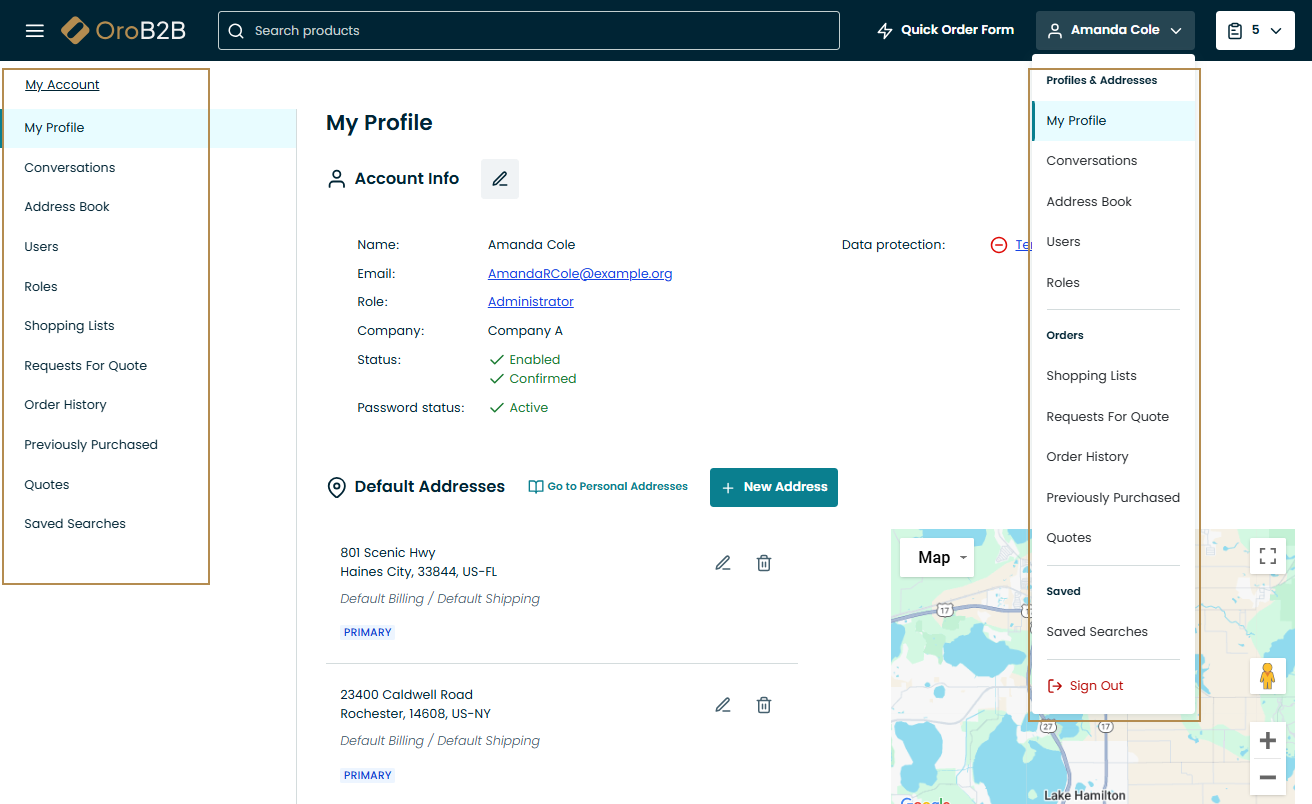 OroB2B
Search products
Quick Order Form
Amanda Cole
5
My Account
My Profile
Conversations
Address Book
Users
Roles
Shopping Lists
Requests For Quote
Order History
Previously Purchased
Quotes
Saved Searches
My Profile
Account Info
Name: Amanda Cole
Email: AmandaRCole@example.org
Role: Administrator
Company: Company A
Status: Enabled
Confirmed
Password status: Active
Data protection:
Default Addresses
Go to Personal Addresses
New Address
801 Scenic Hwy
Haines City, 33844, US-FL
Default Billing / Default Shipping
PRIMARY
23400 Caldwell Road
Rochester, 14608, US-NY
Default Billing / Default Shipping
PRIMARY
Profiles & Addresses
My Profile
Conversations
Address Book
Users
Roles
Orders
Shopping Lists
Requests For Quote
Order History
Previously Purchased
Quotes
Saved
Saved Searches
Sign Out
Map
17
27
17
Lake Hamilton
Google